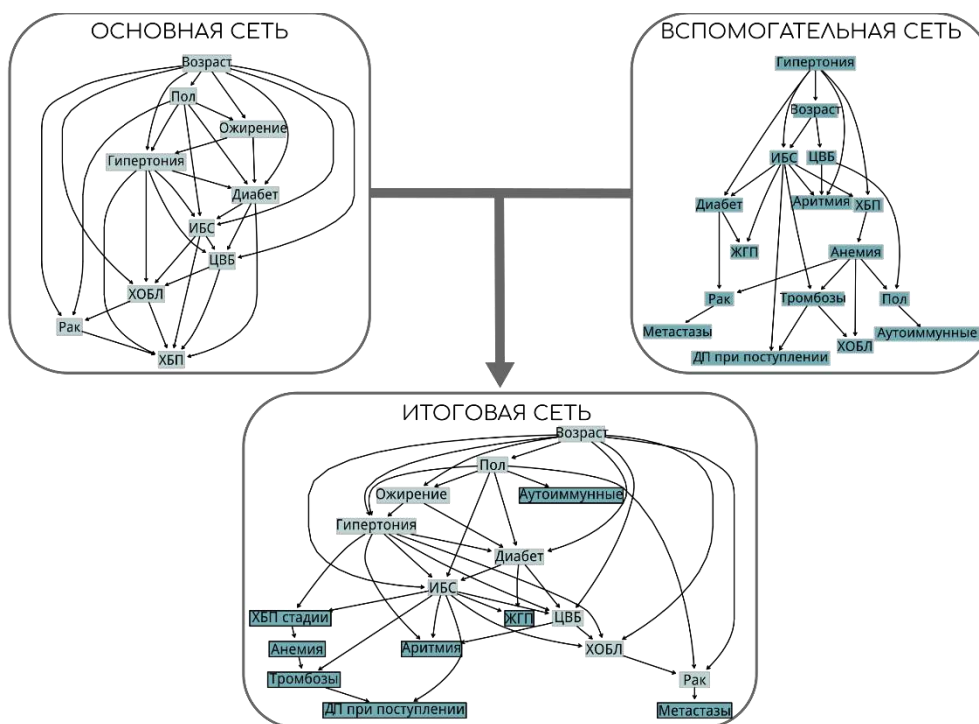 ОСНОВНАЯ СЕТЬ
Возраст
Пол
Ожирение
Гипертония
Диабет
ИБС
ЦВБ
ХОБЛ
Рак
ХБП
ВСПОМОГАТЕЛЬНАЯ СЕТЬ
Гипертония
Возраст
ИБС
ЦВБ
Диабет
Аритмия
ХБП
ЖГП
Анемия
Рак
Тромбозы
Пол
Метастазы
Аутоиммунные
ХОБЛ
ДП при поступлении
ИТОГОВАЯ СЕТЬ
Возраст
Пол
Ожирение
Аутоиммунные
Гипертония
Диабет
ИБС
ХБП стадии
ЖГП
ЦВБ
Анемия
Аритмия
ХОБЛ
Тромбозы
Рак
ДП при поступлении
Метастазы